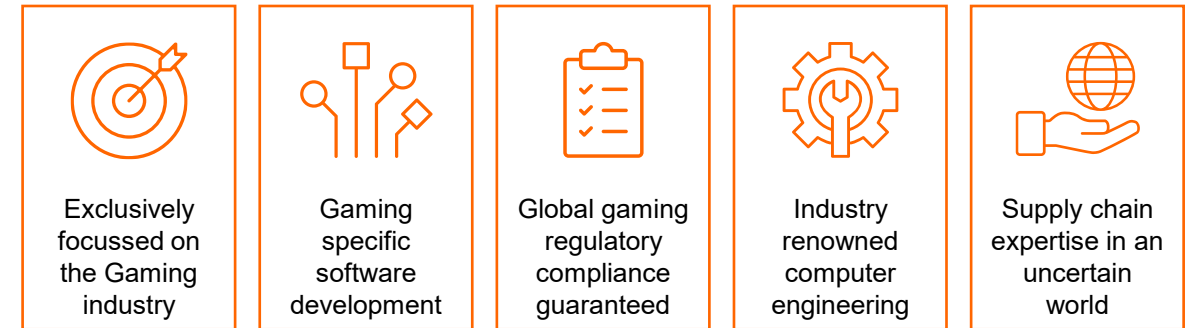 Exclusively
focussed on
the Gaming
industry
Gaming
specific
software
development
Global gaming
regulatory
compliance
guaranteed
Industry
renowned
computer
engineering
Supply chain
expertise in an
uncertain
world